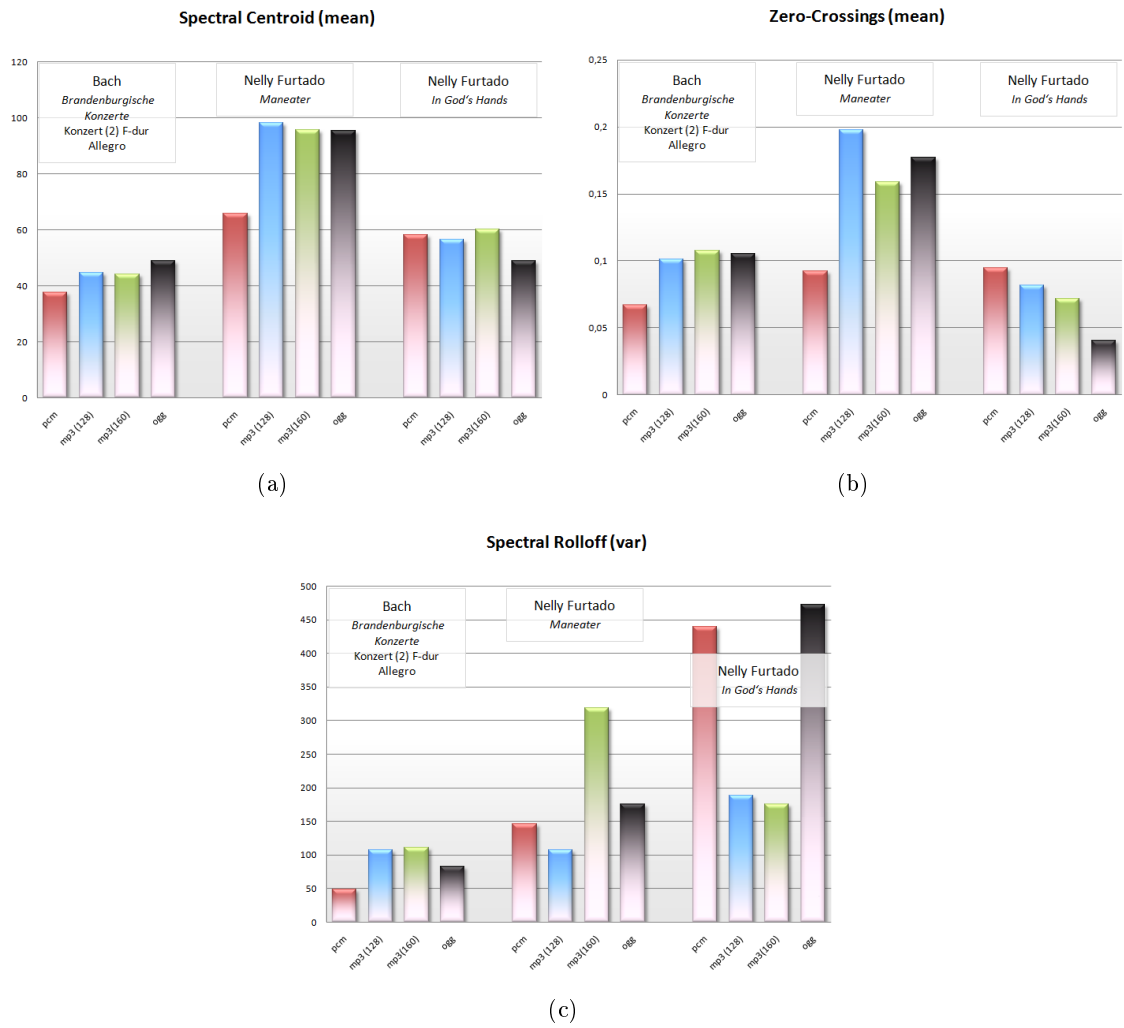 Spectral Centroid (mean)
120
100
80
60
40
20
0
Bach
Brandenburgische
Konzerte
Konzert (2) F-dur
Allegro
Nelly Furtado
Maneater
Nelly Furtado
In God's Hands
pcm
mp3 (128)
mp3(160)
ogg
pcm
mp3 (128)
mp3(160)
ogg
pcm
mp3 (128)
mp3(160)
ogg
(a)
Zero-Crossings (mean)
0,25
0,2
0,15
0,1
0,05
0
Bach
Brandenburgische
Konzerte
Konzert (2) F-dur
Allegro
Nelly Furtado
Maneater
Nelly Furtado
In God's Hands
pcm
mp3 (128)
mp3(160)
ogg
pcm
mp3 (128)
mp3(160)
ogg
pcm
mp3 (128)
mp3(160)
ogg
(b)
Spectral Rolloff (var)
500
450
400
350
300
250
200
150
100
50
0
Bach
Brandenburgische
Konzerte
Konzert (2) F-dur
Allegro
Nelly Furtado
Maneater
Nelly Furtado
In God's Hands
pcm
mp3 (128)
mp3(160)
ogg
pcm
mp3 (128)
mp3(160)
ogg
pcm
mp3 (128)
mp3(160)
ogg
(c)